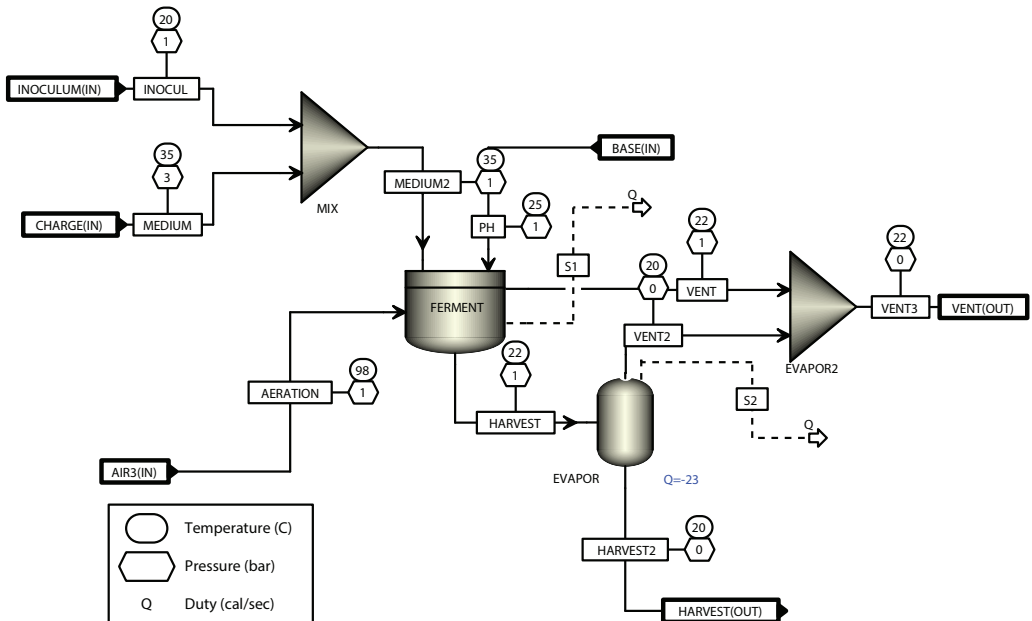 20
1
INOCULUM(IN)
INOCUL
35
3
CHARGE(IN)
MEDIUM
MIX
MEDIUM2
35
1
BASE(IN)
PH
25
1
Q
S1
FERMENT
22
1
VENT
20
0
VENT2
22
0
VENT3
VENT(OUT)
EVAPOR2
AERATION
98
1
22
1
HARVEST
S2
Q
AIR3(IN)
EVAPOR
Q=-23
20
0
HARVEST2
HARVEST(OUT)
Temperature (C)
Pressure (bar)
Q Duty (cal/sec)